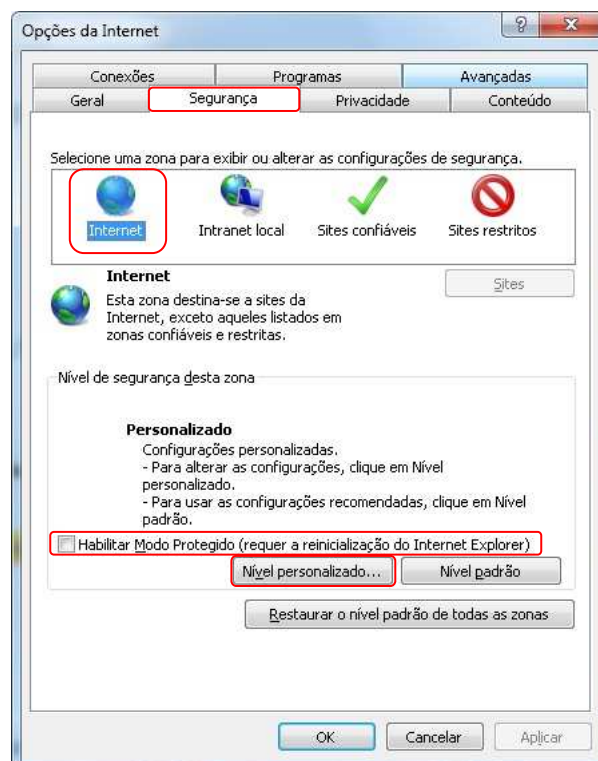 Opções da Internet
Conexões Programas Avançadas
Geral Segurança Privacidade Conteúdo
Selecione uma zona para exibir ou alterar as configurações de segurança.
Internet Intranet local Sites confiáveis Sites restritos
Internet
Sites
Esta zona destina-se a sites da
Internet, exceto aqueles listados em
zonas confiáveis e restritas.
Nível de segurança desta zona
Personalizado
Configurações personalizadas.
- Para alterar as configurações, clique em Nível
personalizado.
- Para usar as configurações recomendadas, clique em Nível
padrão.
Habilitar Modo Protegido (requer a reinicialização do Internet Explorer)
Nível personalizado... Nível padrão
Restaurar o nível padrão de todas as zonas
OK Cancelar Aplicar